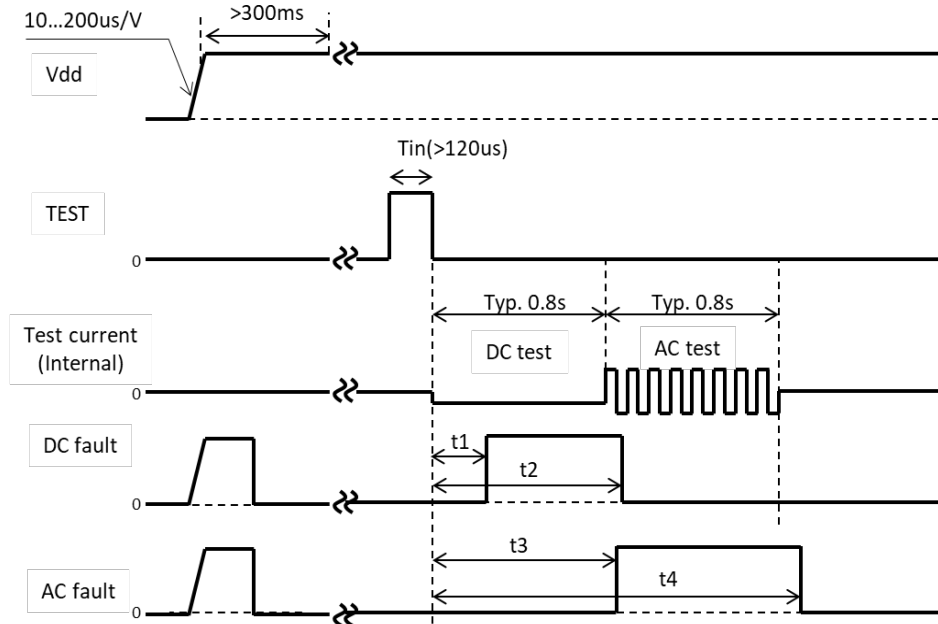 10...200us/V
>300ms
Vdd
Tin(>120us)
TEST
0
Typ. 0.8s
Typ. 0.8s
Test current
(Internal)
DC test
AC test
0
DC fault
t1
t2
0
t3
AC fault
t4
0